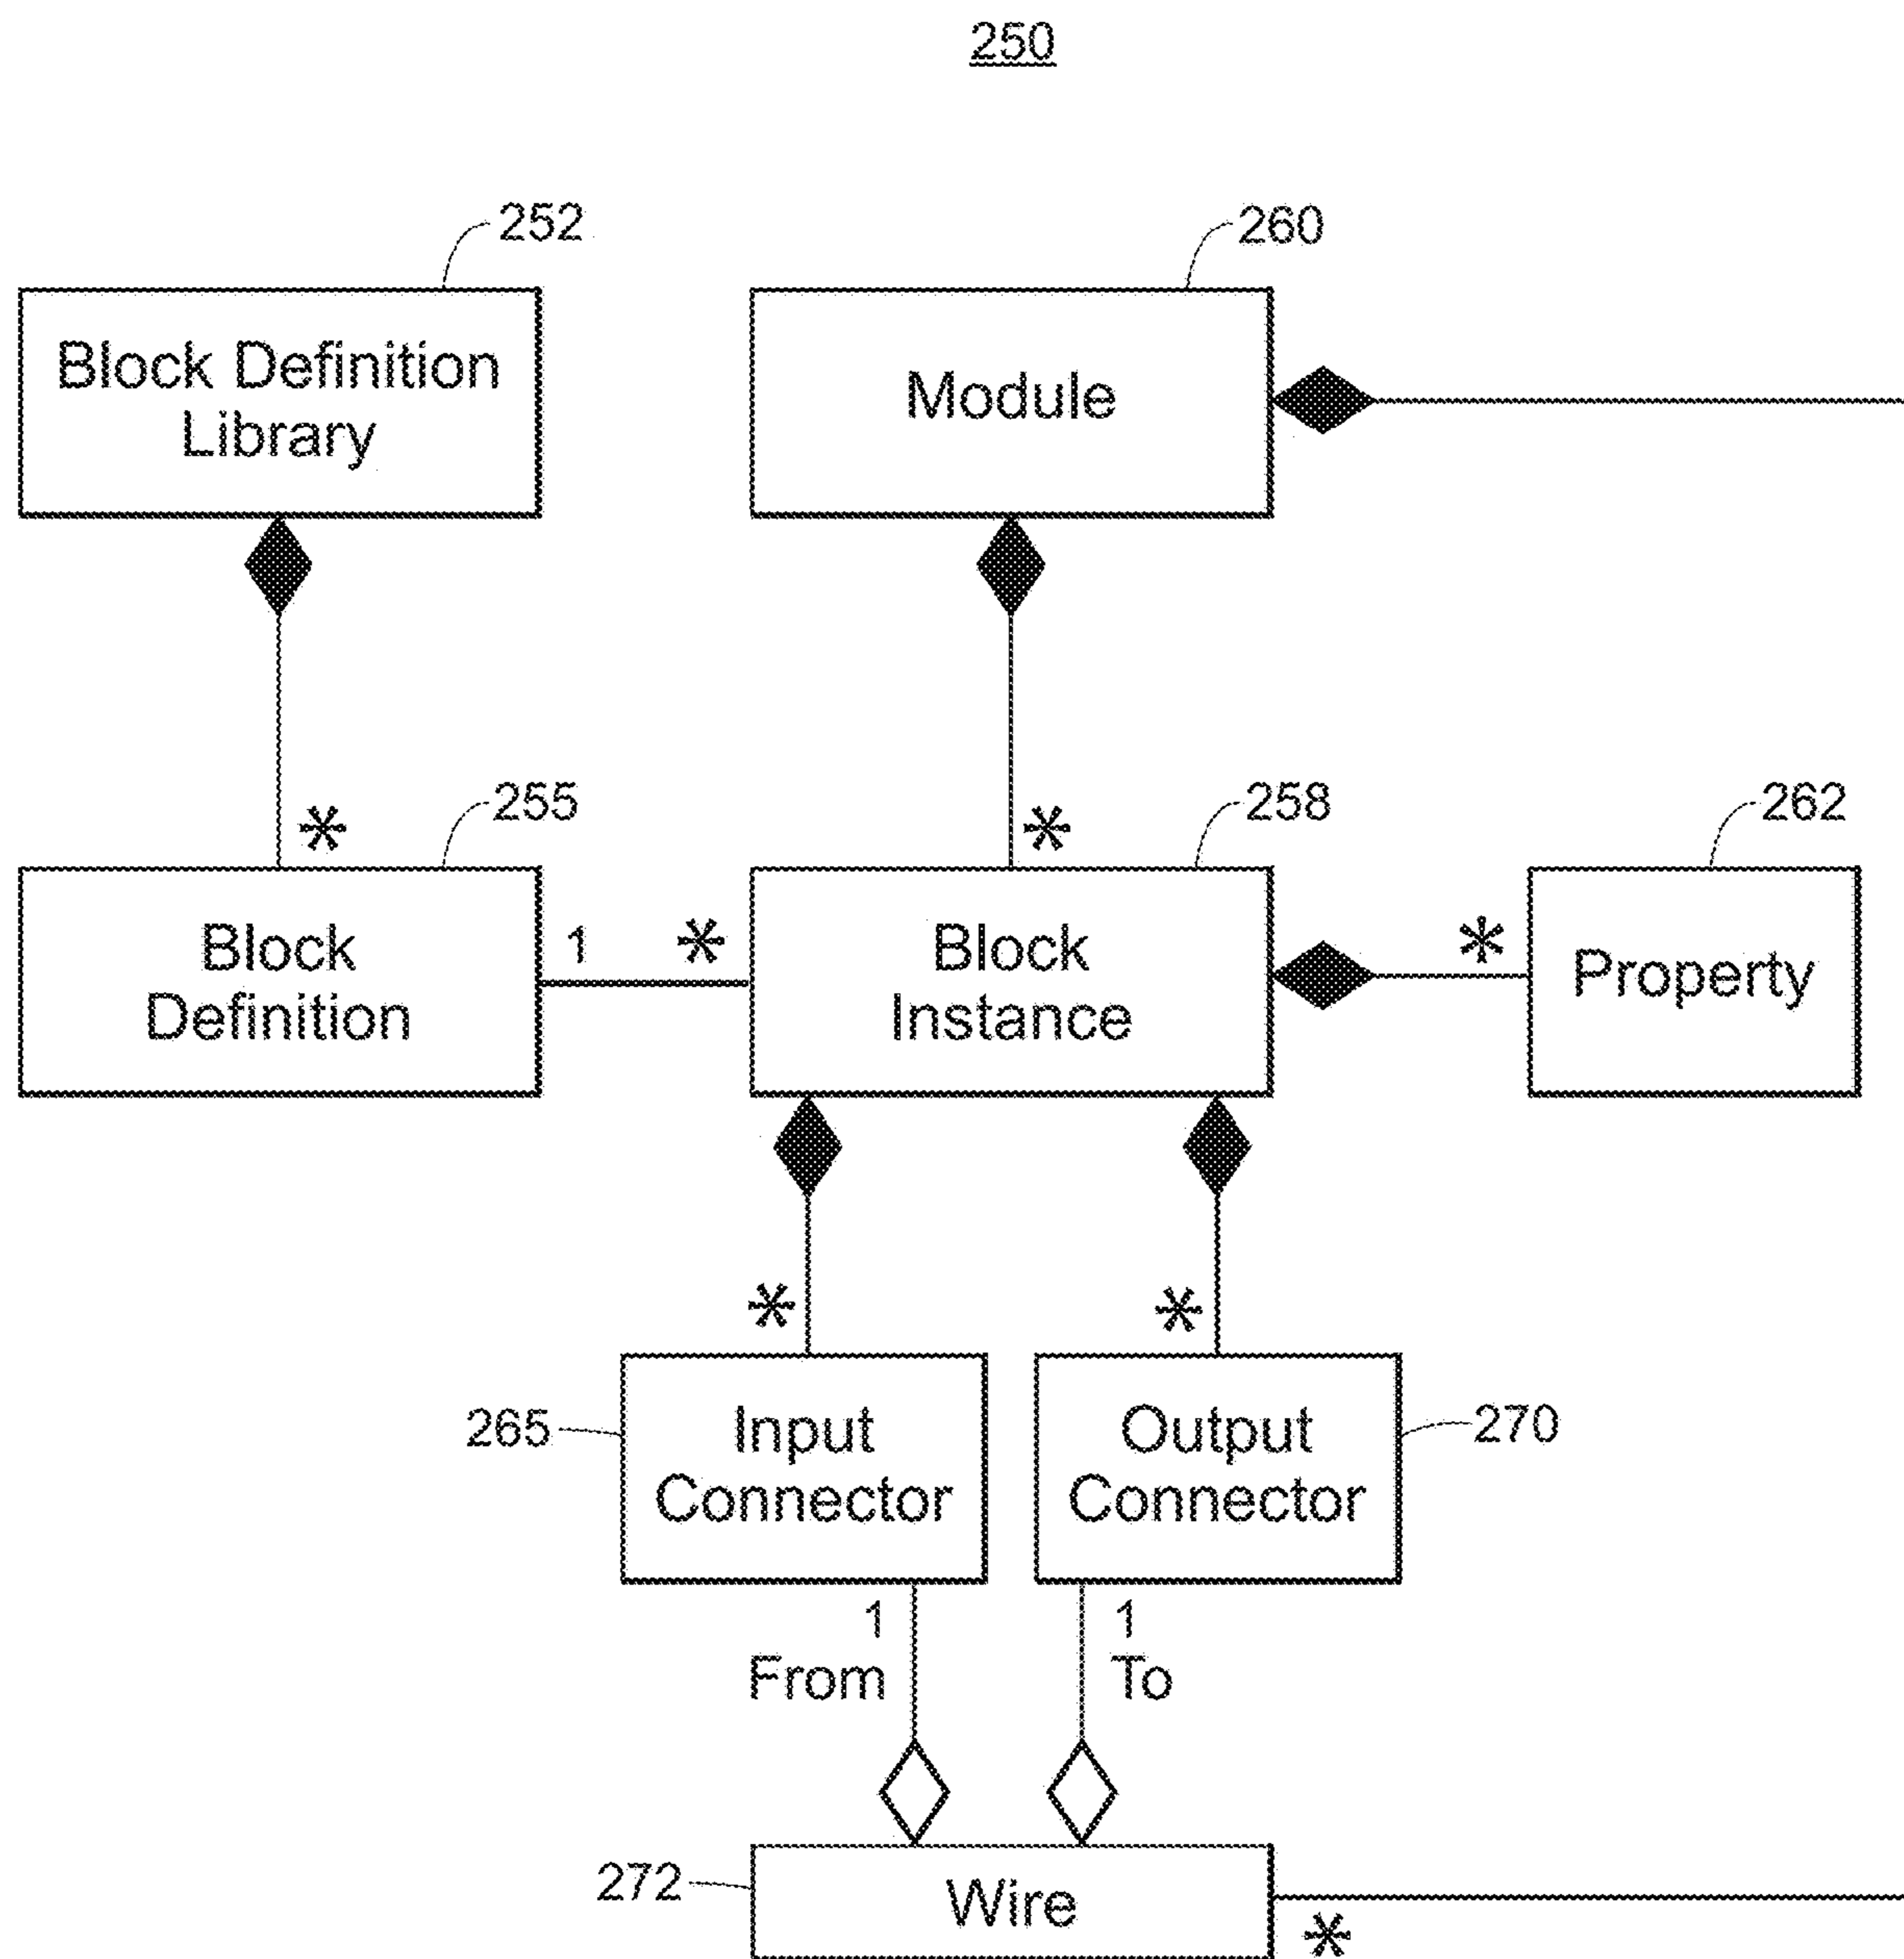 250
252
260
Block Definition
Library
Module
*
255
*
258
262
Block
Definition
1
*
Block
Instance
*
Property
*
*
265
Input
Connector
Output
Connector
270
1
From
1
To
272
Wire
*